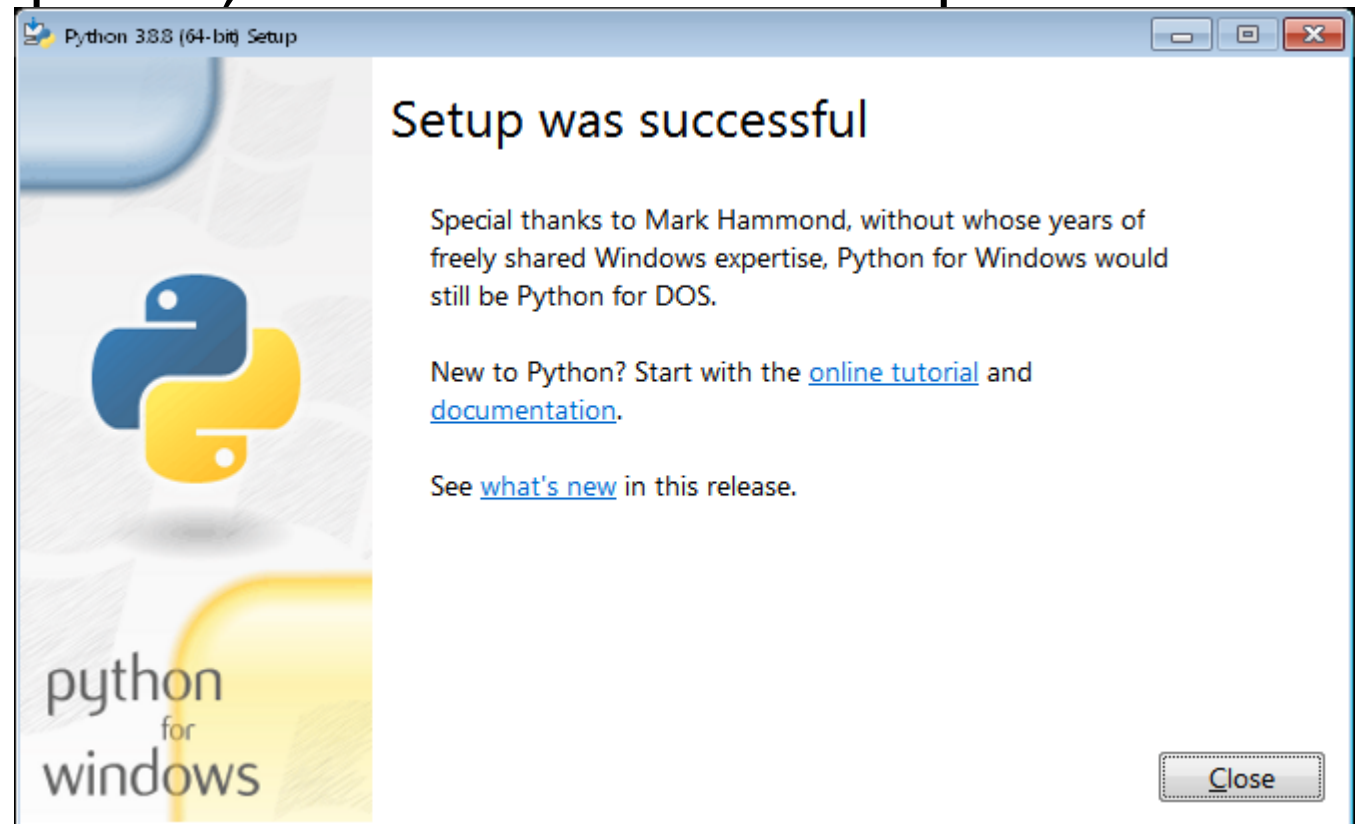 Python 3.8.8 (64-bit) Setup
Setup was successful
Special thanks to Mark Hammond, without whose years of
freely shared Windows expertise, Python for Windows would
still be Python for DOS.
New to Python? Start with the online tutorial and
documentation.
See what's new in this release.
python
for
windows
Close